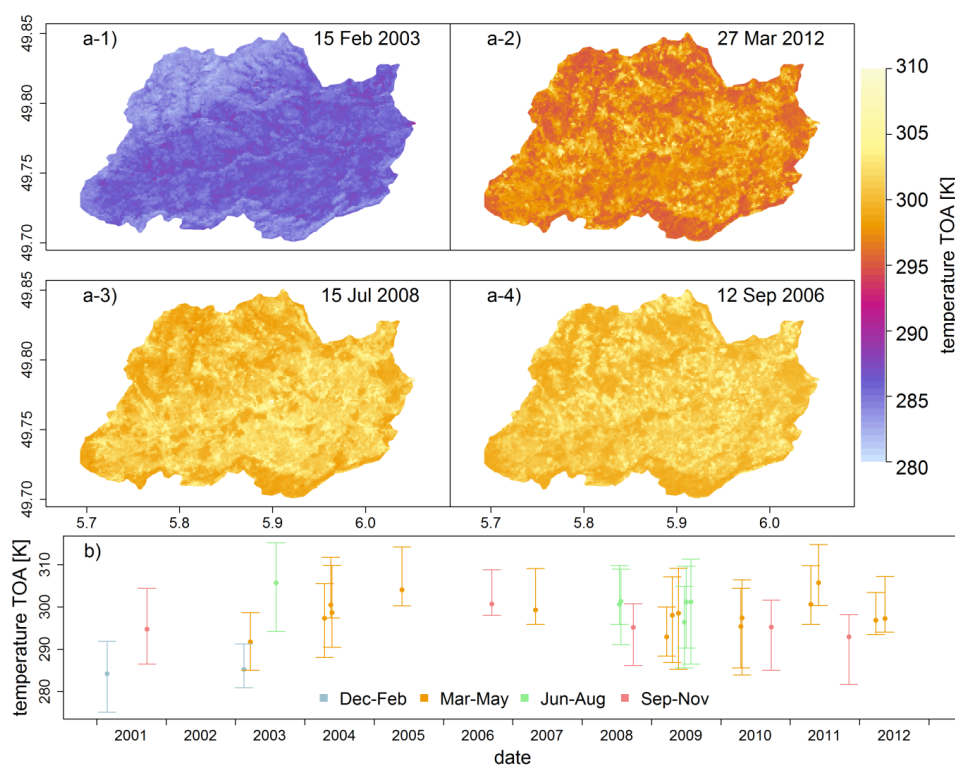 a-1) 15 Feb 2003
a-2) 27 Mar 2012
49.85
49.80
49.75
49.70
310
305
300
295
290
285
280
temperature TOA [K]
a-3) 15 Jul 2008
a-4) 12 Sep 2006
49.85
49.80
49.75
49.70
5.7 5.8 5.9 6.0
5.7 5.8 5.9 6.0
b)
temperature TOA [K]
310
300
290
280
Dec-Feb Mar-May Jun-Aug Sep-Nov
2001 2002 2003 2004 2005 2006 2007 2008 2009 2010 2011 2012
date